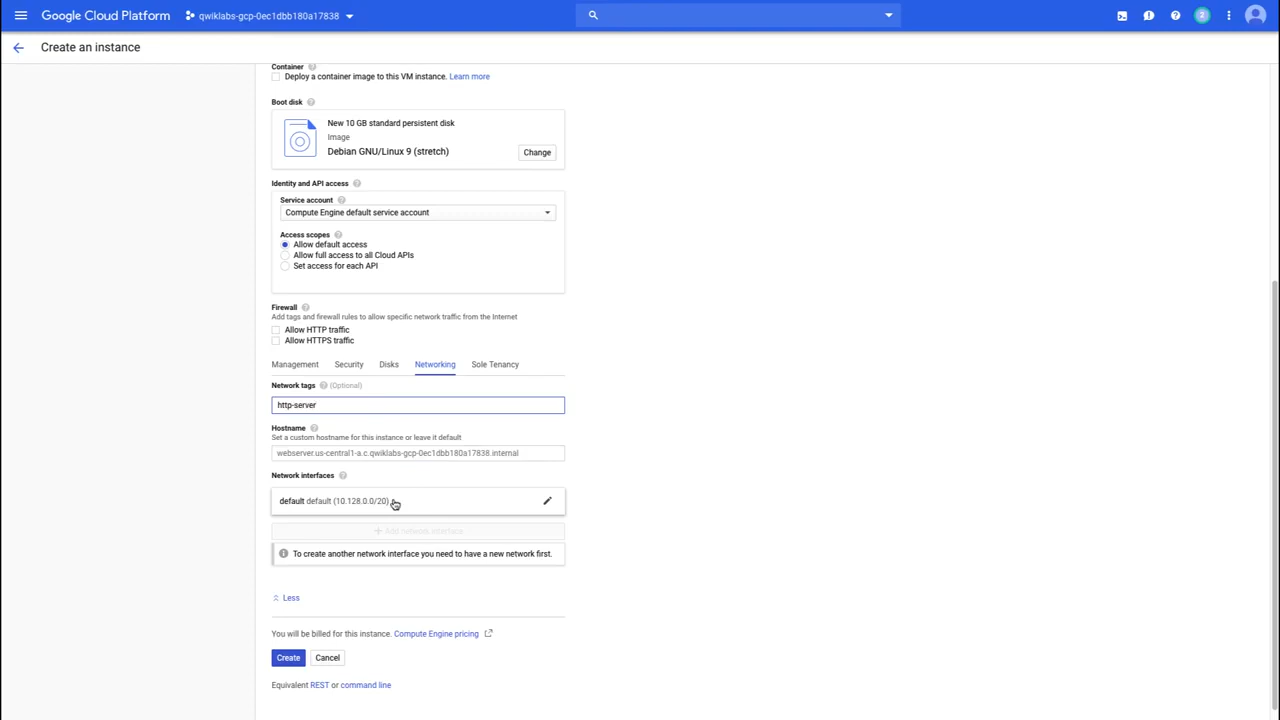 Google Cloud Platform
qwiklabs-gcp-0ec1dbb180a17838
2
Create an instance
Container
Deploy a container image to this VM instance. Learn more
Boot disk
New 10 GB standard persistent disk
Image
Debian GNU/Linux 9 (stretch)
Change
Identity and API access
Service account
Compute Engine default service account
Access scopes
Allow default access
Allow full access to all Cloud APIs
Set access for each API
Firewall
Add tags and firewall rules to allow specific network traffic from the Internet
Allow HTTP traffic
Allow HTTPS traffic
Management Security Disks Networking Sole Tenancy
Network tags (Optional)
http-server
Hostname
Set a custom hostname for this instance or leave it default
webserver.us-central1-a.c.qwiklabs-gcp-0ec1dbb180a17838.internal
Network interfaces
default default (10.128.0.0/20)
+ Add network interface
To create another network interface you need to have a new network first.
Less
You will be billed for this instance. Compute Engine pricing
Create Cancel
Equivalent REST or command line